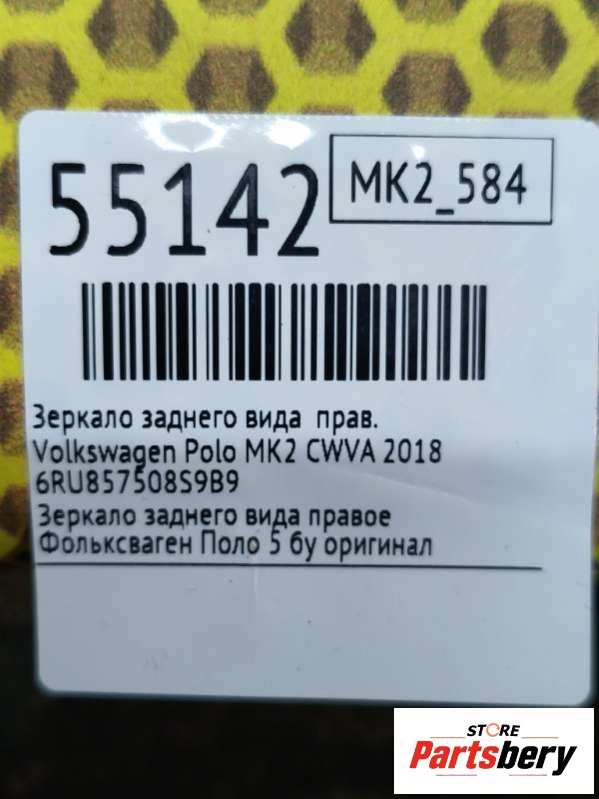 55142
MK2_584
Зеркало заднего вида прав.
Volkswagen Polo MK2 CWVA 2018
6RU857508S9B9
Зеркало заднего вида правое
Фольксваген Поло 5 бу оригинал
STORE
Partsbery